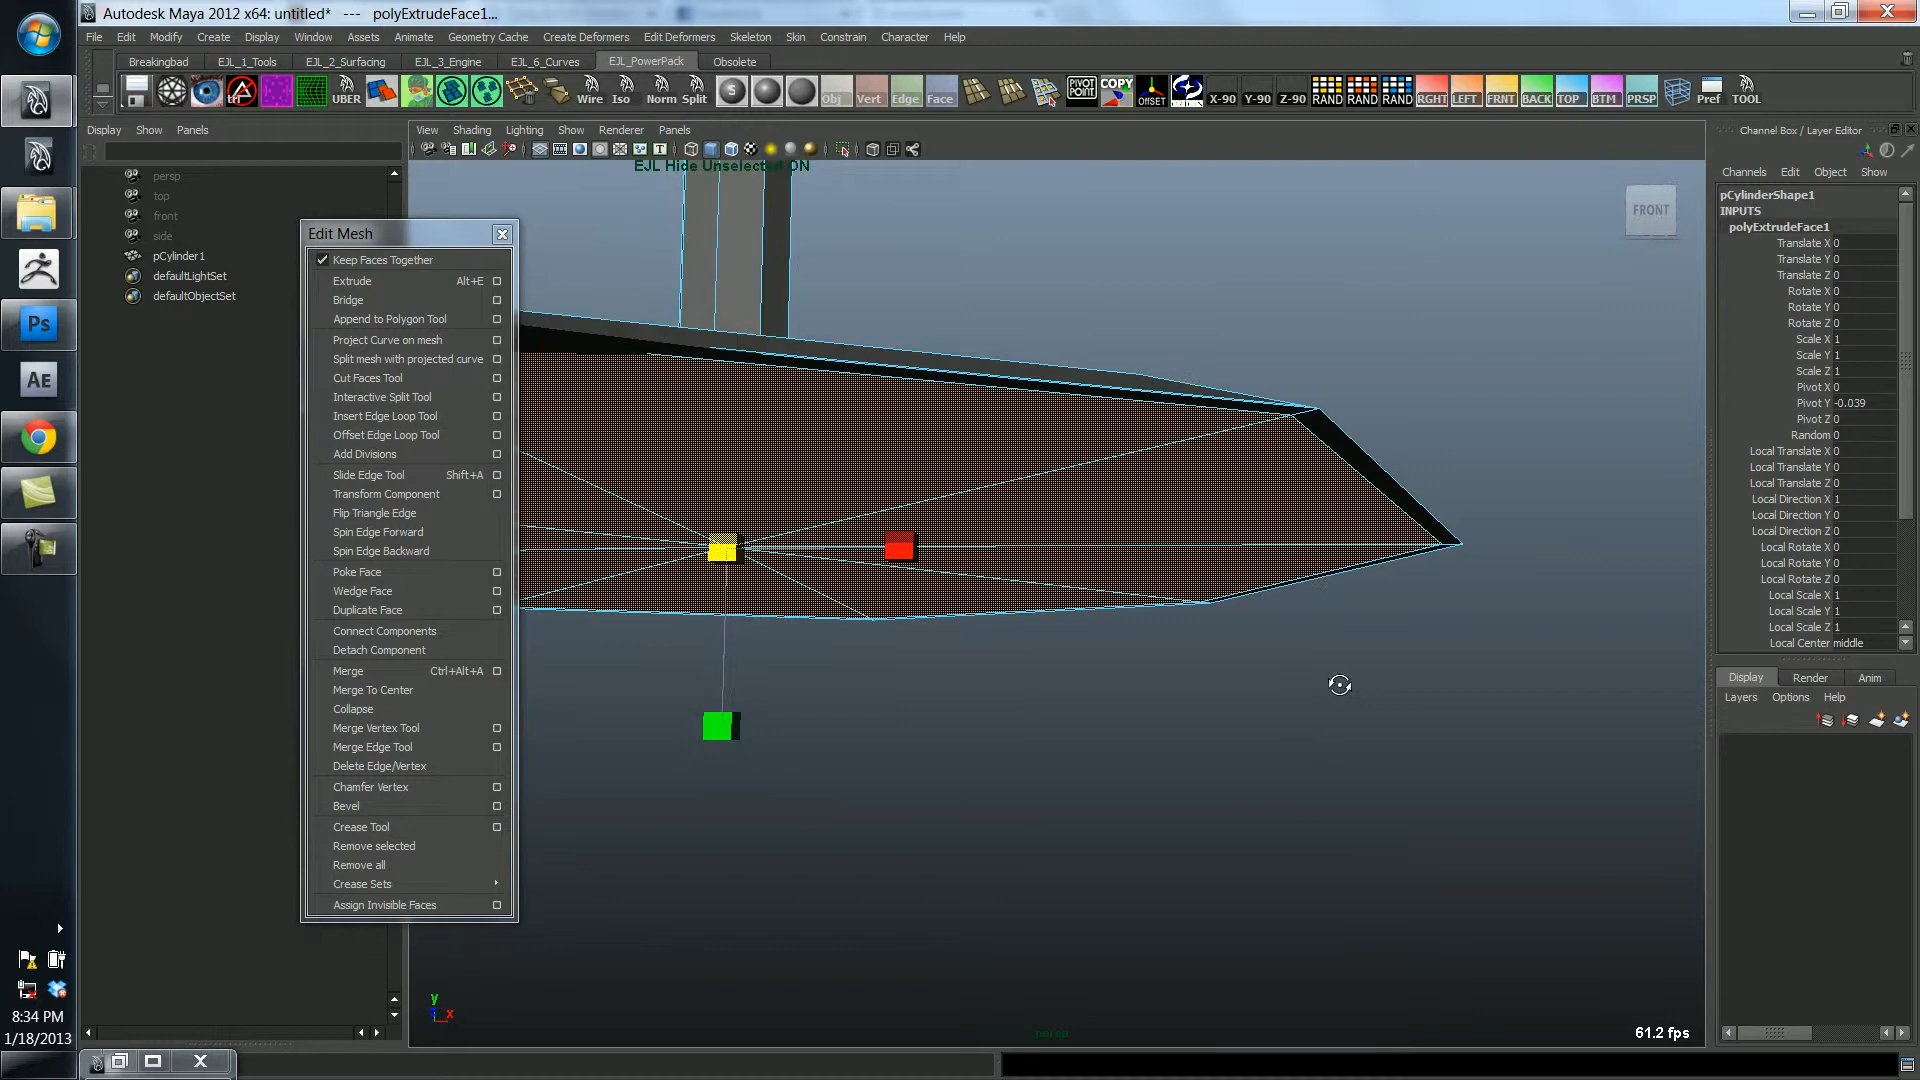 Autodesk Maya 2012 x64: untitled* --- polyExtrudeFace1...
File Edit Modify Create Display Window Assets Animate Geometry Cache Create Deformers Edit Deformers Skeleton Skin Constrain Character Help
Breakingbad EJL_1_Tools EJL_2_Surfacing EJL_3_Engine EJL_6_Curves EJL_PowerPack Obsolete
tri UBER Wire Iso Norm Split S Obj Vert Edge Face PIVOT POINT COPY OFFSET X-90 Y-90 Z-90 RAND RAND RAND RGHT LEFT FRNT BACK TOP BTM PRSP Pref TOOL
Display Show Panels
View Shading Lighting Show Renderer Panels
Channel Box / Layer Editor
EJL Hide Unselected ON
Channels Edit Object Show
persp
top
front
side
pCylinder1
defaultLightSet
defaultObjectSet
Edit Mesh
Keep Faces Together
Extrude Alt+E
Bridge
Append to Polygon Tool
Project Curve on mesh
Split mesh with projected curve
Cut Faces Tool
Interactive Split Tool
Insert Edge Loop Tool
Offset Edge Loop Tool
Add Divisions
Slide Edge Tool Shift+A
Transform Component
Flip Triangle Edge
Spin Edge Forward
Spin Edge Backward
Poke Face
Wedge Face
Duplicate Face
Connect Components
Detach Component
Merge Ctrl+Alt+A
Merge To Center
Collapse
Merge Vertex Tool
Merge Edge Tool
Delete Edge/Vertex
Chamfer Vertex
Bevel
Crease Tool
Remove selected
Remove all
Crease Sets
Assign Invisible Faces
FRONT
pCylinderShape1
INPUTS
polyExtrudeFace1
Translate X 0
Translate Y 0
Translate Z 0
Rotate X 0
Rotate Y 0
Rotate Z 0
Scale X 1
Scale Y 1
Scale Z 1
Pivot X 0
Pivot Y -0.039
Pivot Z 0
Random 0
Local Translate X 0
Local Translate Y 0
Local Translate Z 0
Local Direction X 1
Local Direction Y 0
Local Direction Z 0
Local Rotate X 0
Local Rotate Y 0
Local Rotate Z 0
Local Scale X 1
Local Scale Y 1
Local Scale Z 1
Local Center middle
Display Render Anim
Layers Options Help
Ps
AE
y
x
persp
61.2 fps
8:34 PM
1/18/2013